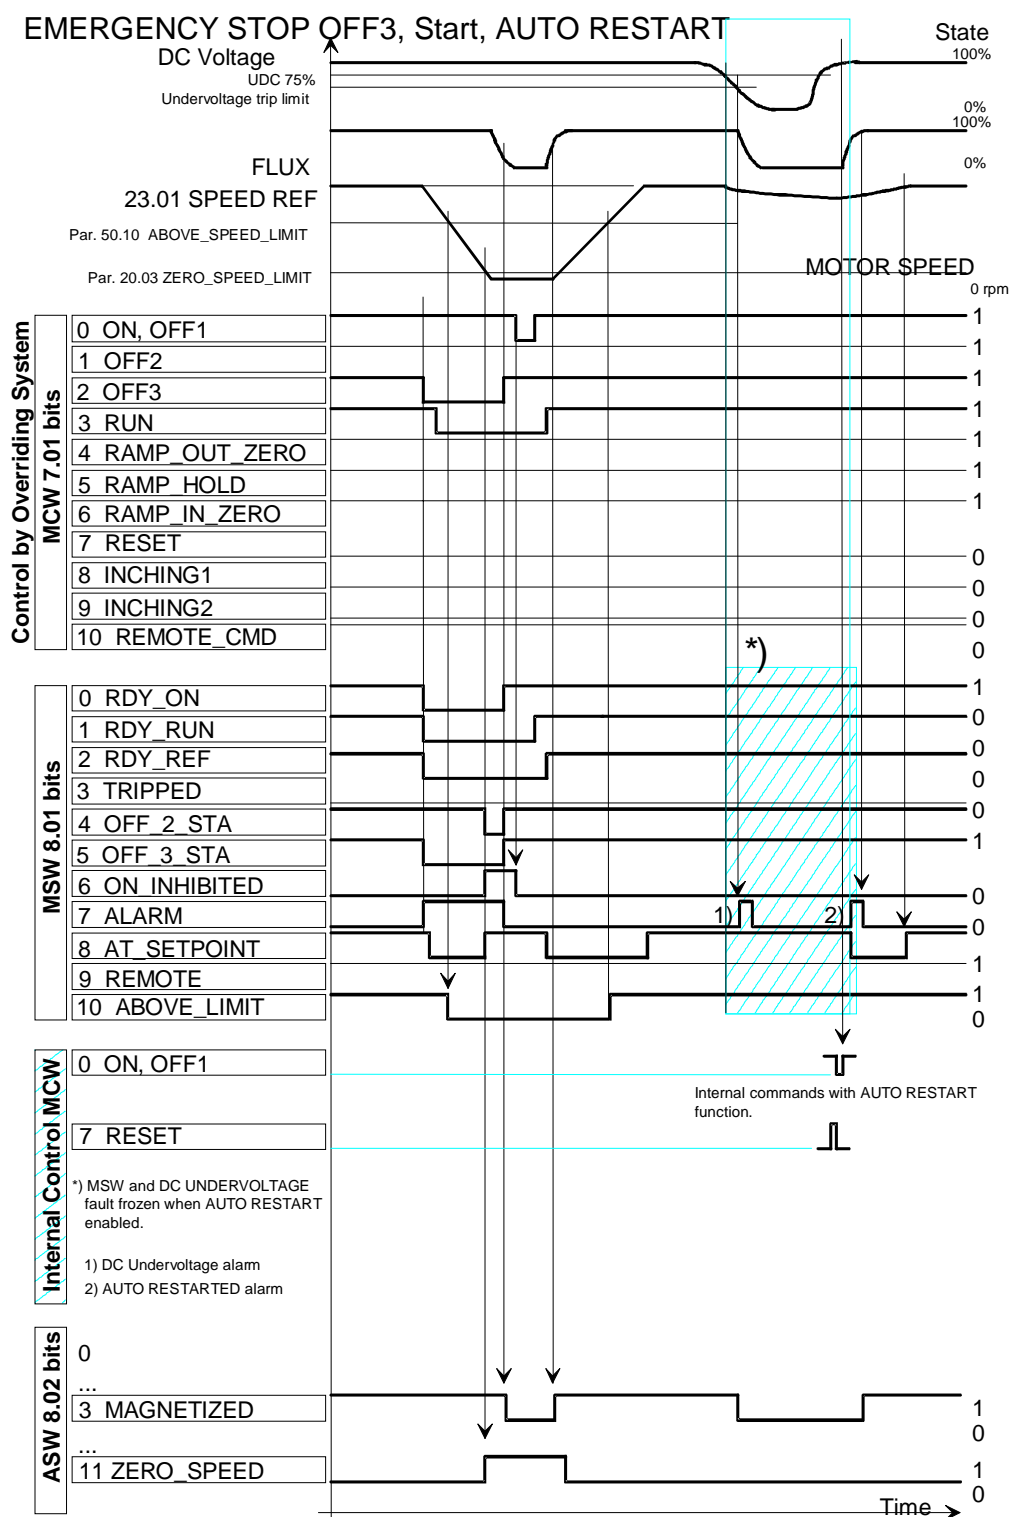 EMERGENCY STOP OFF3, Start, AUTO RESTART
State
DC Voltage
100%
UDC 75%
Undervoltage trip limit
0%
100%
FLUX
0%
23.01 SPEED REF
Par. 50.10 ABOVE_SPEED_LIMIT
MOTOR SPEED
Par. 20.03 ZERO_SPEED_LIMIT
0 rpm
Control by Overriding System
MCW 7.01 bits
0 ON, OFF1
1
1 OFF2
1
2 OFF3
1
3 RUN
1
4 RAMP_OUT_ZERO
1
5 RAMP_HOLD
1
6 RAMP_IN_ZERO
1
7 RESET
0
8 INCHING1
0
9 INCHING2
0
10 REMOTE_CMD
0
*)
MSW 8.01 bits
0 RDY_ON
1
1 RDY_RUN
0
2 RDY_REF
0
3 TRIPPED
0
4 OFF_2_STA
0
5 OFF_3_STA
1
6 ON_INHIBITED
0
7 ALARM
1)
2)
0
8 AT_SETPOINT
1
9 REMOTE
1
10 ABOVE_LIMIT
0
Internal Control MCW
0 ON, OFF1
Internal commands with AUTO RESTART
function.
7 RESET
*) MSW and DC UNDERVOLTAGE
fault frozen when AUTO RESTART
enabled.
1) DC Undervoltage alarm
2) AUTO RESTARTED alarm
ASW 8.02 bits
0
...
3 MAGNETIZED
1
0
...
11 ZERO_SPEED
1
0
Time